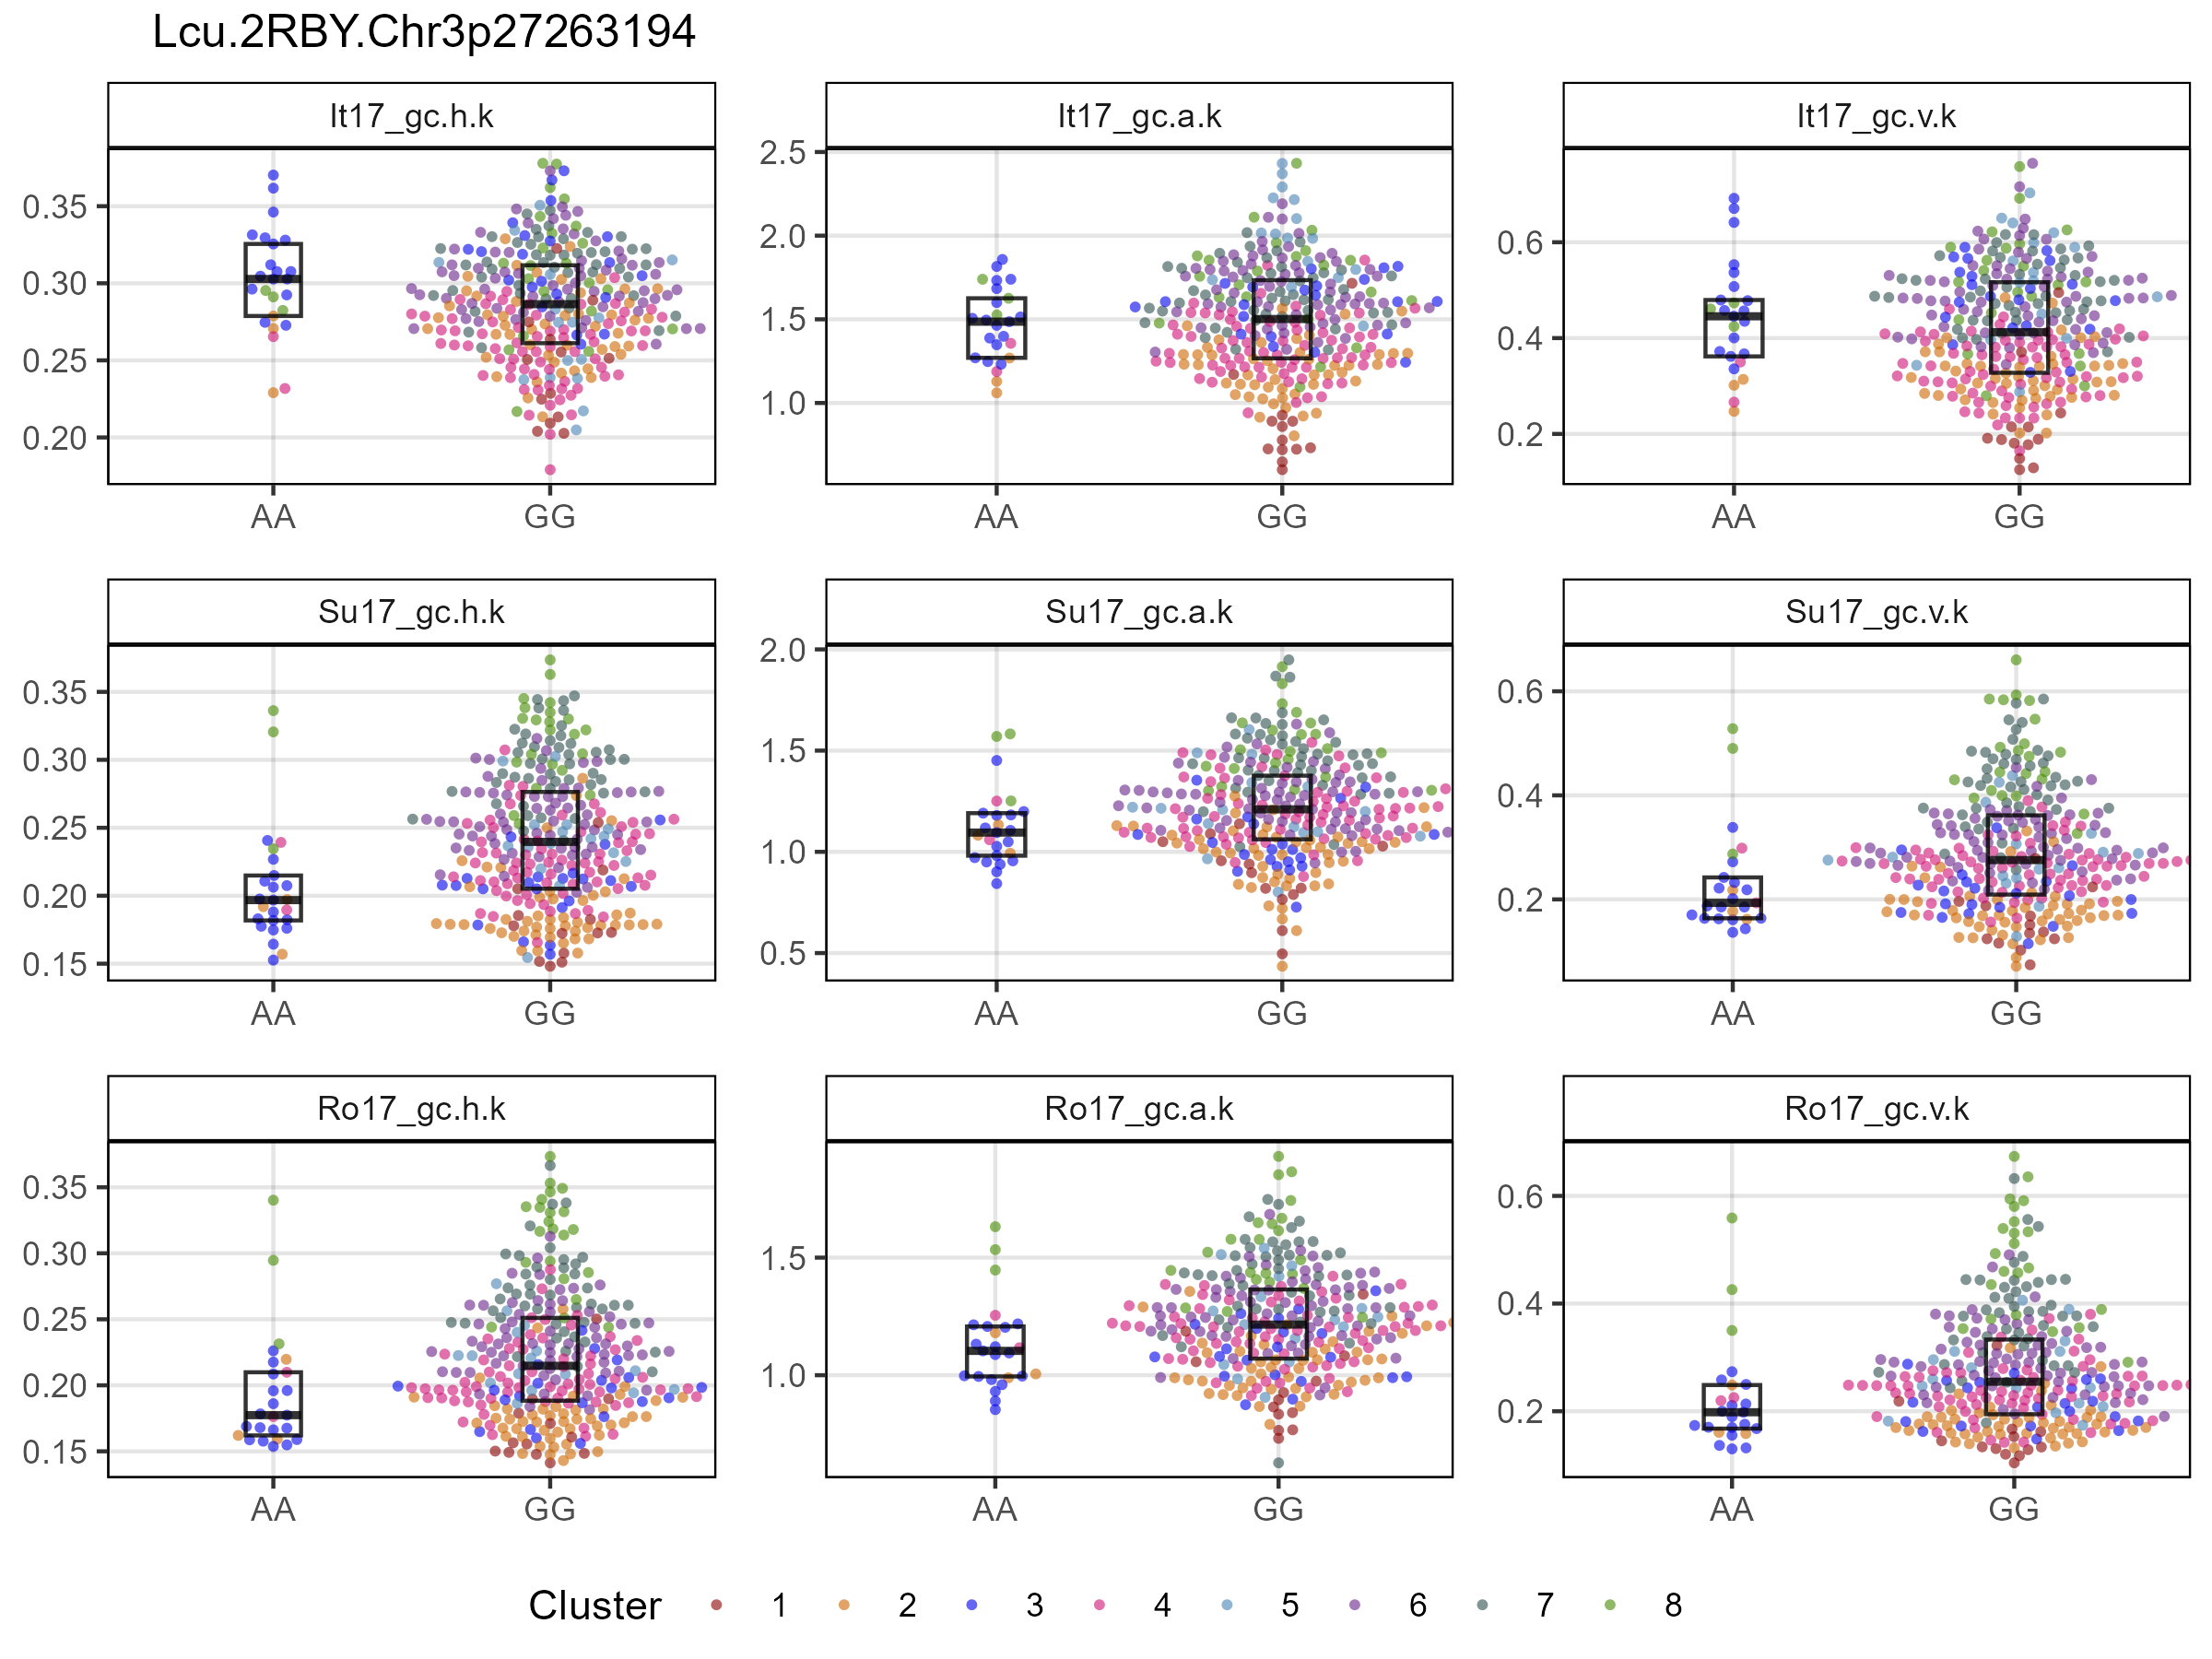 Lcu.2RBY.Chr3p27263194
It17_gc.h.k It17_gc.a.k It17_gc.v.k
2.5
0.35
2.0 0.6
0.30
1.5 0.4
0.25
1.0
0.20 0.2
AA GG AA GG AA GG
Su17_gc.h.k Su17_gc.a.k Su17_gc.v.k
2.0
0.35 0.6
0.30 1.5
0.4
0.25
1.0
0.20 0.2
0.15 0.5
AA GG AA GG AA GG
Ro17_gc.h.k Ro17_gc.a.k Ro17_gc.v.k
0.35 0.6
0.30 1.5
0.25 0.4
0.20 1.0
0.15 0.2
AA GG AA GG AA GG
Cluster 1 2 3 4 5 6 7 8